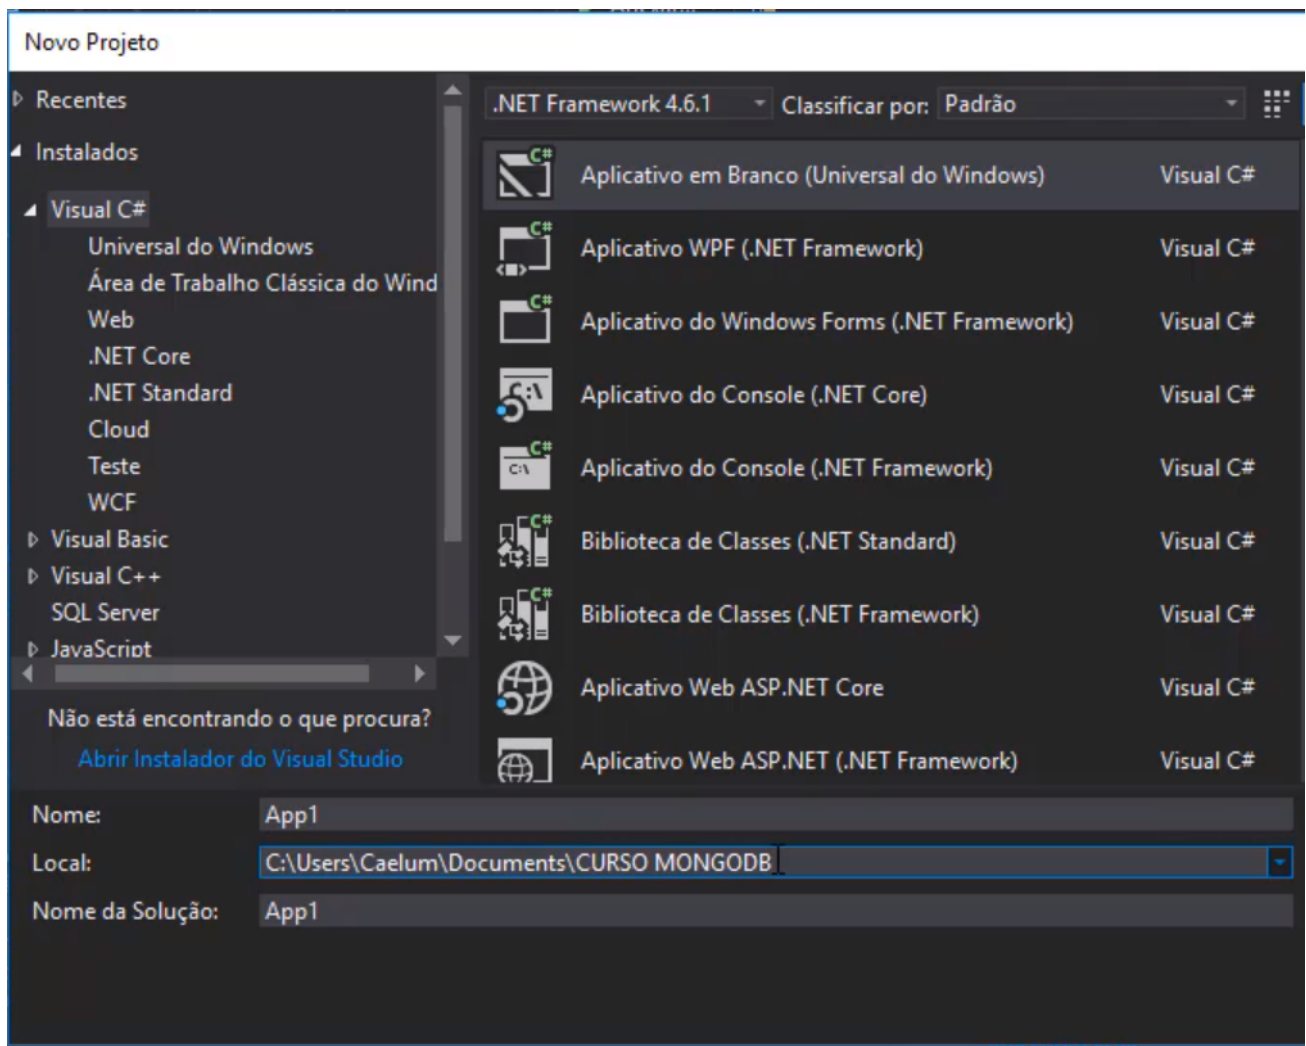 Novo Projeto
Recentes
Instalados
Visual C#
Universal do Windows
Área de Trabalho Clássica do Wind
Web
.NET Core
.NET Standard
Cloud
Teste
WCF
Visual Basic
Visual C++
SQL Server
JavaScript
Não está encontrando o que procura?
Abrir Instalador do Visual Studio
.NET Framework 4.6.1 Classificar por: Padrão
Aplicativo em Branco (Universal do Windows) Visual C#
Aplicativo WPF (.NET Framework) Visual C#
Aplicativo do Windows Forms (.NET Framework) Visual C#
Aplicativo do Console (.NET Core) Visual C#
Aplicativo do Console (.NET Framework) Visual C#
Biblioteca de Classes (.NET Standard) Visual C#
Biblioteca de Classes (.NET Framework) Visual C#
Aplicativo Web ASP.NET Core Visual C#
Aplicativo Web ASP.NET (.NET Framework) Visual C#
Nome: App1
Local: C:\Users\Caelum\Documents\CURSO MONGODB
Nome da Solução: App1